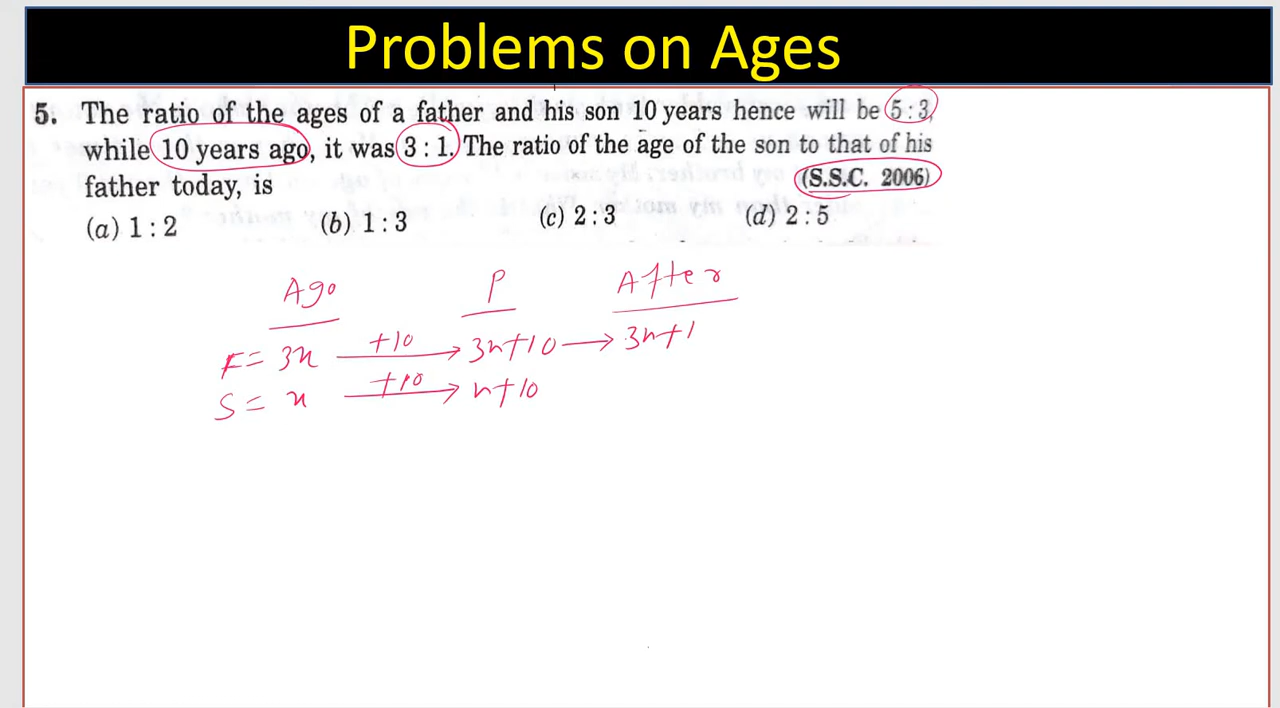 Problems on Ages
5. The ratio of the ages of a father and his son 10 years hence will be 5 : 3,
while 10 years ago, it was 3 : 1. The ratio of the age of the son to that of his
father today, is (S.S.C. 2006)
(a) 1 : 2 (b) 1 : 3 (c) 2 : 3 (d) 2 : 5
Ago P After
F = 3x +10 → 3x+10 → 3x+1
S = x +10 → x+10